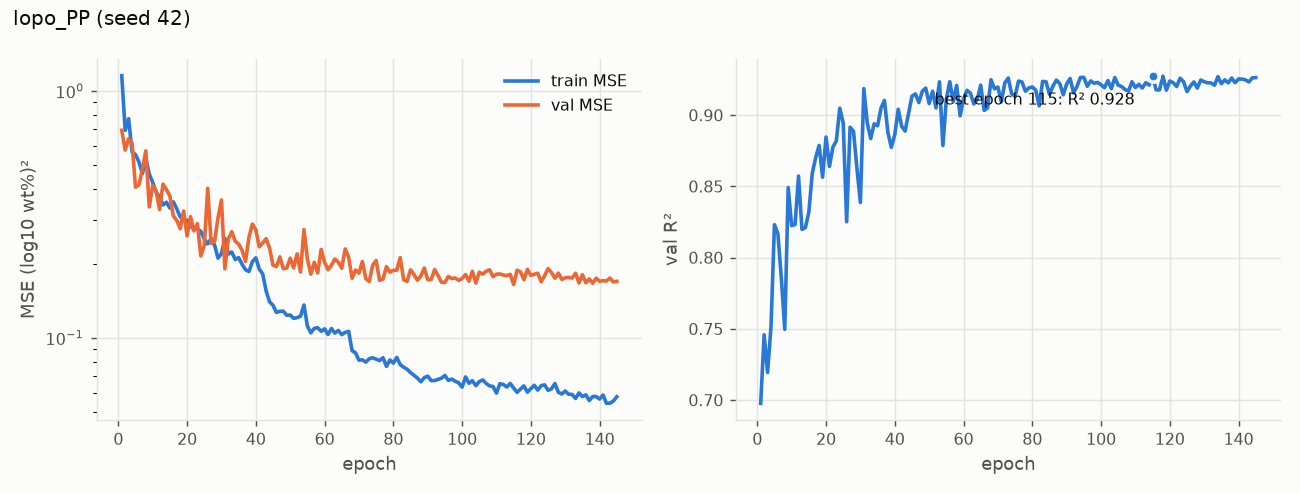 lopo_PP (seed 42)
train MSE
val MSE
10⁰
10⁻¹
MSE (log10 wt%)²
0 20 40 60 80 100 120 140
epoch
best epoch 115: R² 0.928
0.90
0.85
0.80
0.75
0.70
val R²
0 20 40 60 80 100 120 140
epoch